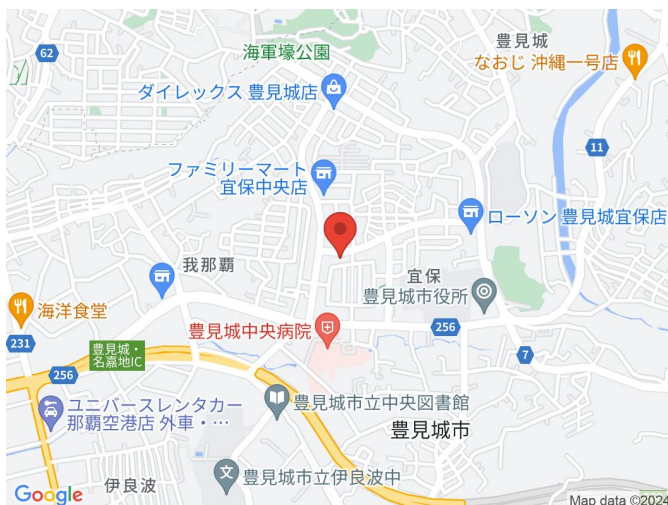 62
海軍壕公園
豊見城
なおじ 沖縄一号店
ダイレックス 豊見城店
11
ファミリーマート
宜保中央店
ローソン 豊見城宜保店
我那覇
宜保
豊見城市役所
海洋食堂
231
豊見城中央病院
256
豊見城・
名嘉地IC
7
256
ユニバースレンタカー
那覇空港店 外車・…
豊見城市立中央図書館
豊見城市
豊見城市立伊良波中
伊良波
Google
Map data ©2024